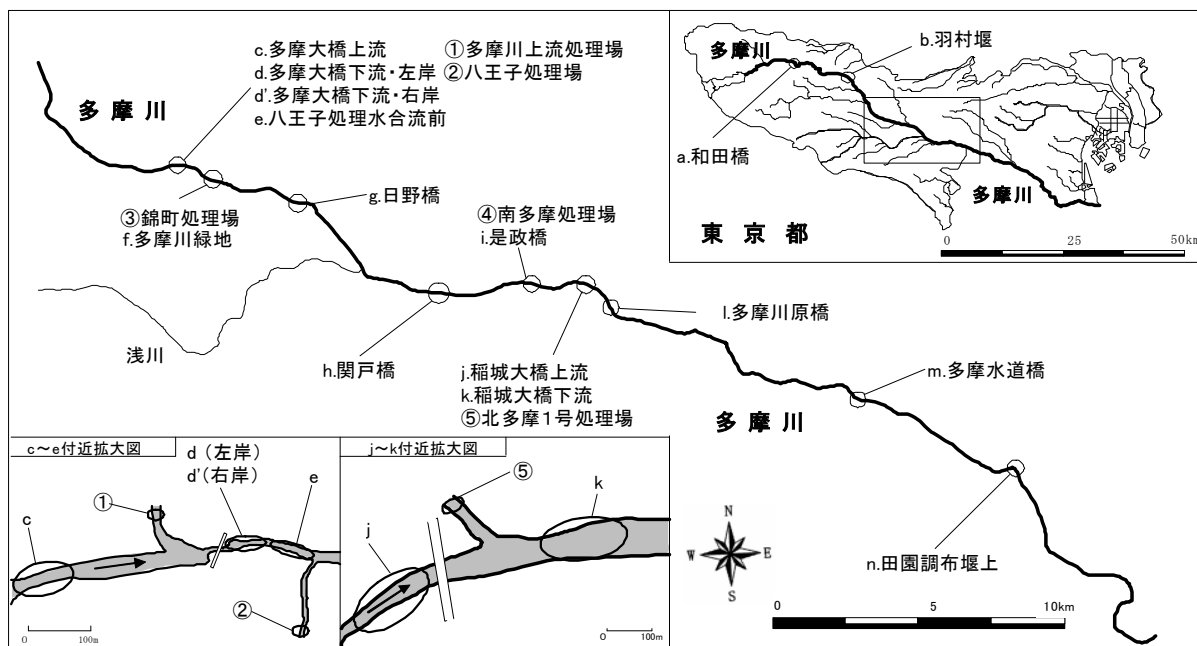 c.多摩大橋上流
d.多摩大橋下流・左岸
d'.多摩大橋下流・右岸
e.八王子処理水合流前
①多摩川上流処理場
②八王子処理場
多摩川
③錦町処理場
f.多摩川緑地
g.日野橋
④南多摩処理場
i.是政橋
浅川
h.関戸橋
j.稲城大橋上流
k.稲城大橋下流
⑤北多摩1号処理場
l.多摩川原橋
m.多摩水道橋
多摩川
n.田園調布堰上
多摩川
b.羽村堰
a.和田橋
多摩川
東京都
0 25 50km
c～e付近拡大図
d(左岸)
d'(右岸)
e
①
c
②
0 100m
j～k付近拡大図
⑤
k
j
0 100m
N
W E
S
0 5 10km